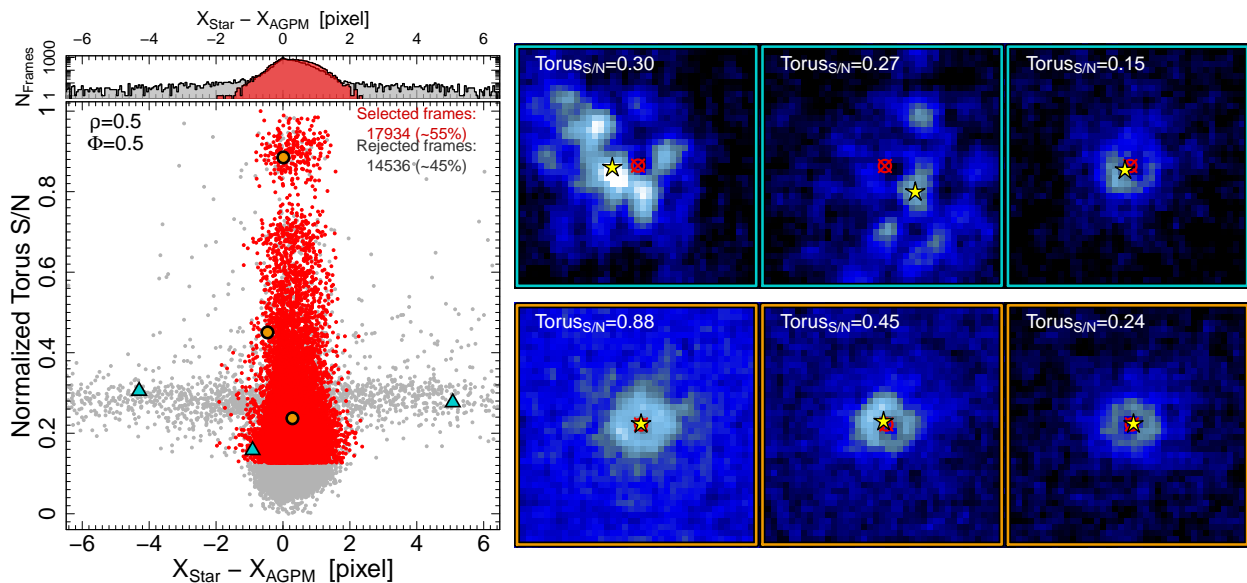 X_Star − X_AGPM [pixel]
−6 −4 −2 0 2 4 6
N_Frames
1000
1
Normalized Torus S/N
1
0.8
0.6
0.4
0.2
0
ρ=0.5
Φ=0.5
Selected frames:
17934 (~55%)
Rejected frames:
14536 (~45%)
−6 −4 −2 0 2 4 6
X_Star − X_AGPM [pixel]
Torus_S/N=0.30
Torus_S/N=0.27
Torus_S/N=0.15
Torus_S/N=0.88
Torus_S/N=0.45
Torus_S/N=0.24